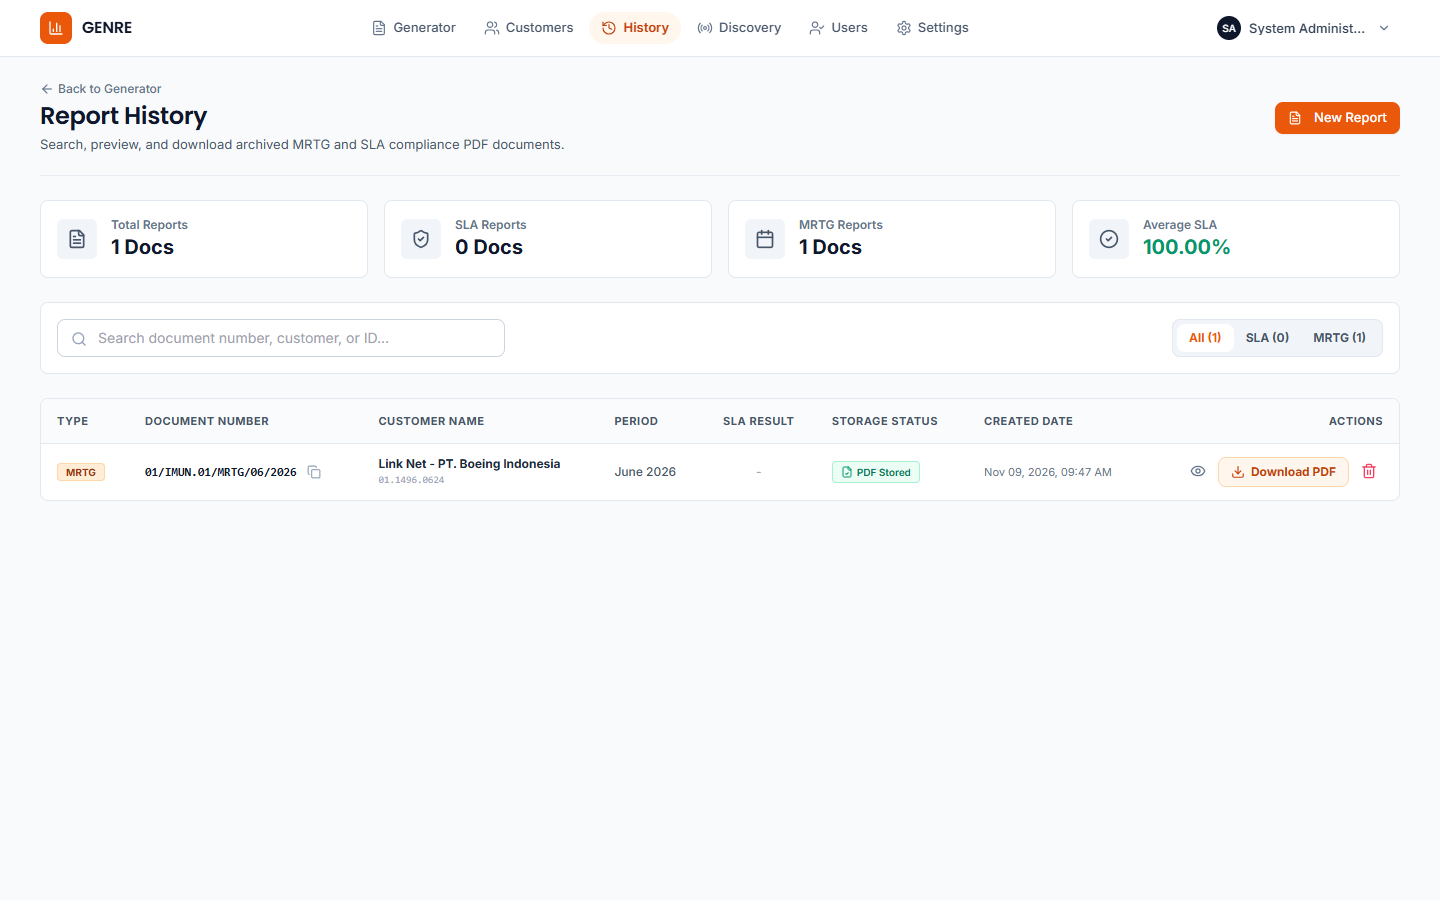 GENRE
Generator
Customers
History
Discovery
Users
Settings
SA
System Administ...
Back to Generator
Report History
Search, preview, and download archived MRTG and SLA compliance PDF documents.
New Report
Total Reports
1 Docs
SLA Reports
0 Docs
MRTG Reports
1 Docs
Average SLA
100.00%
Search document number, customer, or ID...
All (1)
SLA (0)
MRTG (1)
TYPE DOCUMENT NUMBER CUSTOMER NAME PERIOD SLA RESULT STORAGE STATUS CREATED DATE ACTIONS
MRTG 01/IMUN.01/MRTG/06/2026 Link Net - PT. Boeing Indonesia June 2026 - PDF Stored Nov 09, 2026, 09:47 AM Download PDF
01.1496.0624